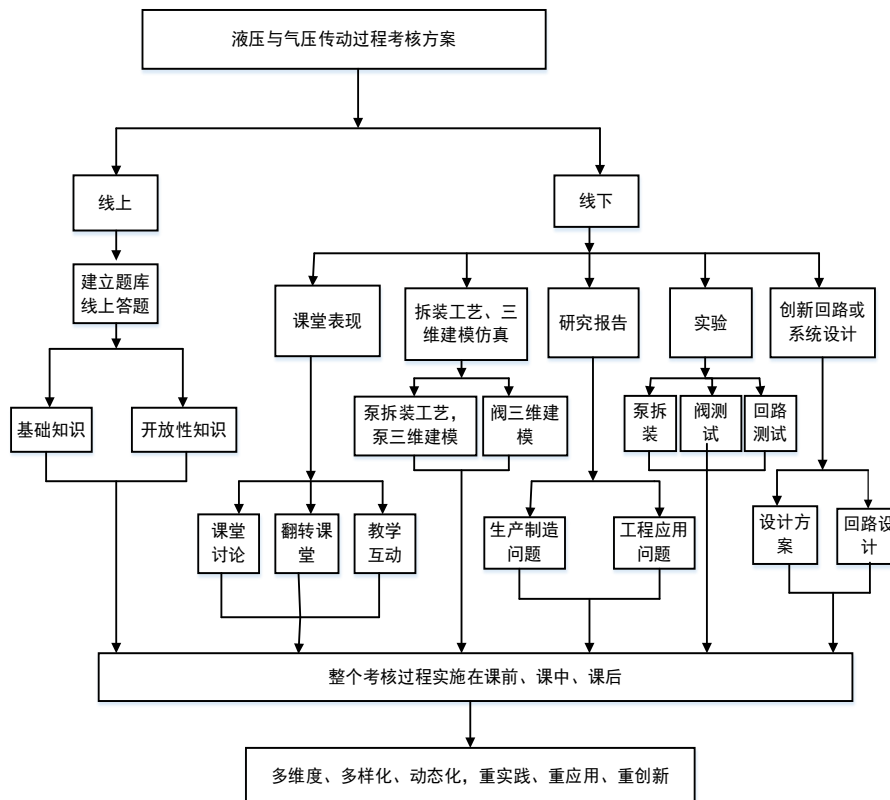 液压与气压传动过程考核方案
线上
线下
建立题库
线上答题
课堂表现
拆装工艺、三
维建模仿真
研究报告
实验
创新回路或
系统设计
基础知识
开放性知识
泵拆装工艺，
泵三维建模
阀三维建
模
泵拆
装
阀测
试
回路
测试
课堂
讨论
翻转课
堂
教学
互动
生产制造
问题
工程应用
问题
设计方
案
回路设
计
整个考核过程实施在课前、课中、课后
多维度、多样化、动态化，重实践、重应用、重创新